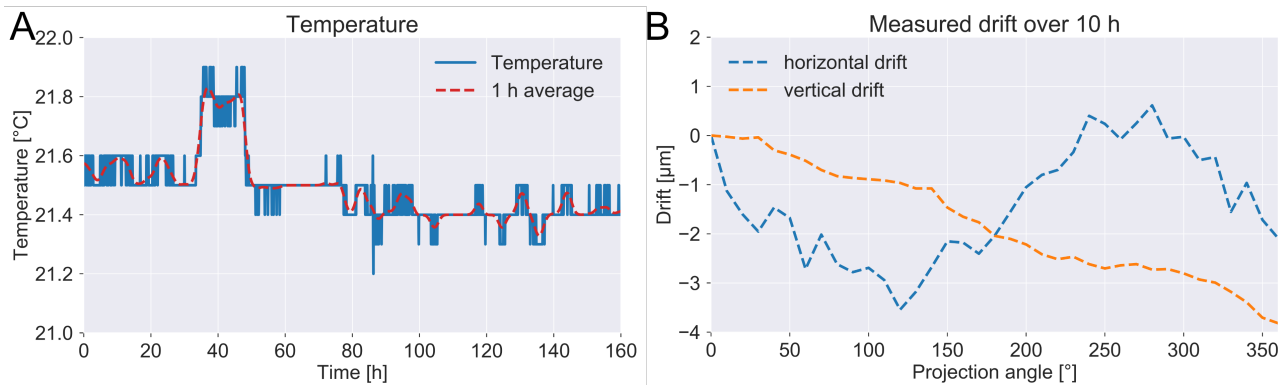 A
Temperature
22.0
21.8
21.6
21.4
21.2
21.0
Temperature [°C]
Temperature
1 h average
0 20 40 60 80 100 120 140 160
Time [h]
B
Measured drift over 10 h
2
1
0
−1
−2
−3
−4
Drift [μm]
horizontal drift
vertical drift
0 50 100 150 200 250 300 350
Projection angle [°]